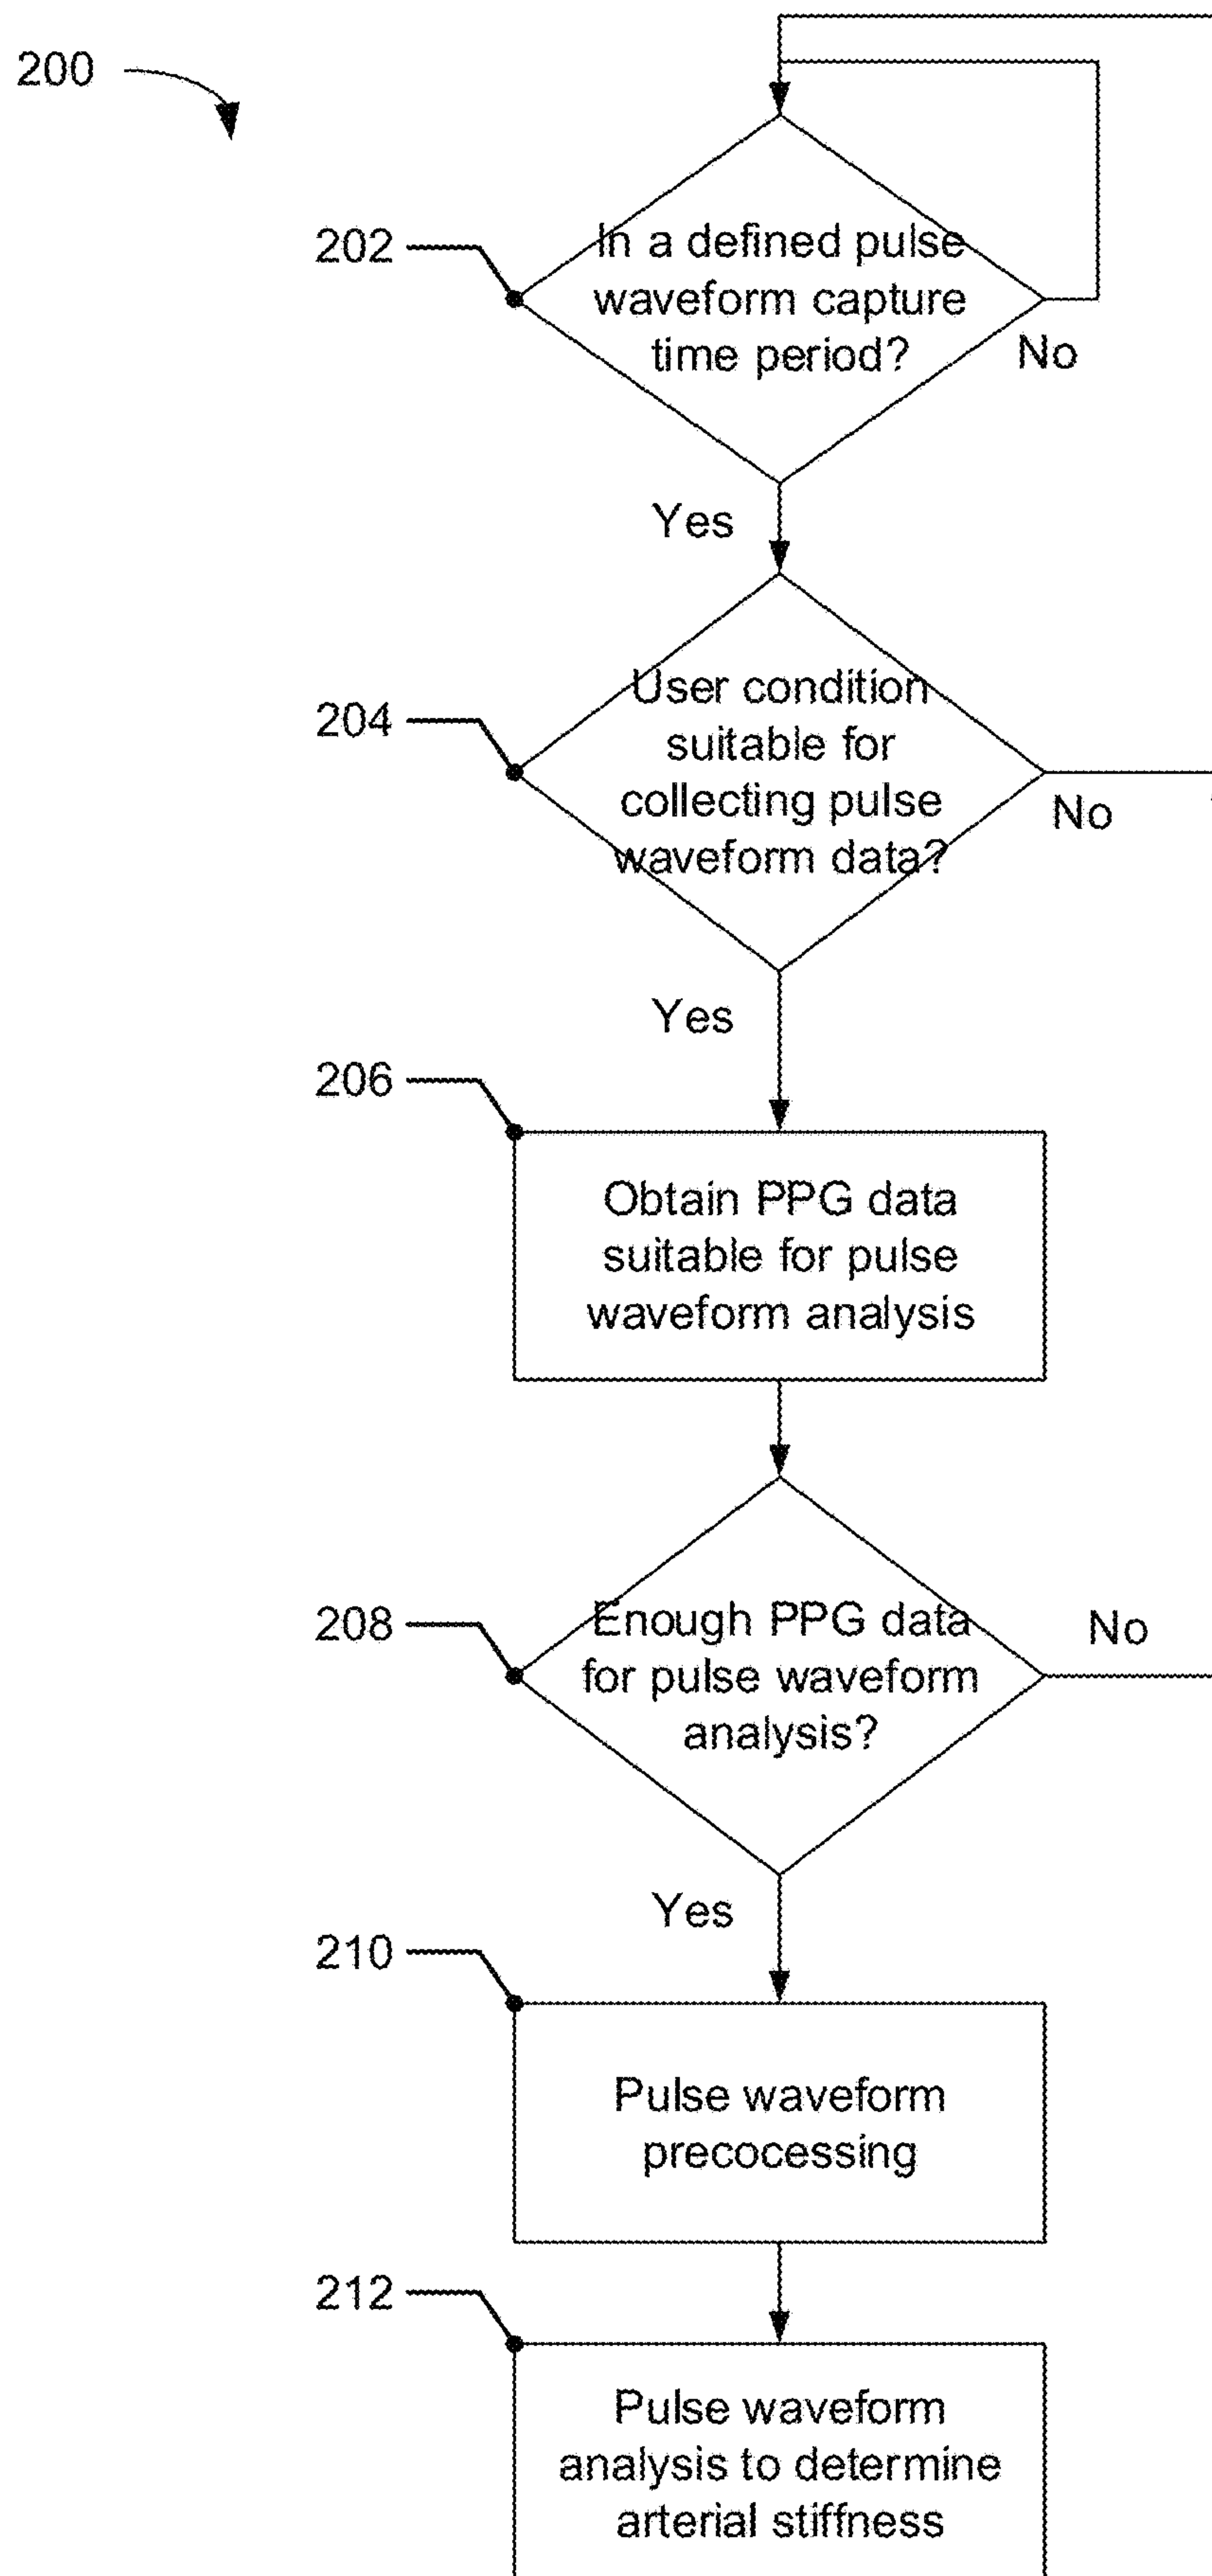 200
202
In a defined pulse
waveform capture
time period?
No
Yes
204
User condition
suitable for
collecting pulse
waveform data?
No
Yes
206
Obtain PPG data
suitable for pulse
waveform analysis
208
Enough PPG data
for pulse waveform
analysis?
No
Yes
210
Pulse waveform
precocessing
212
Pulse waveform
analysis to determine
arterial stiffness